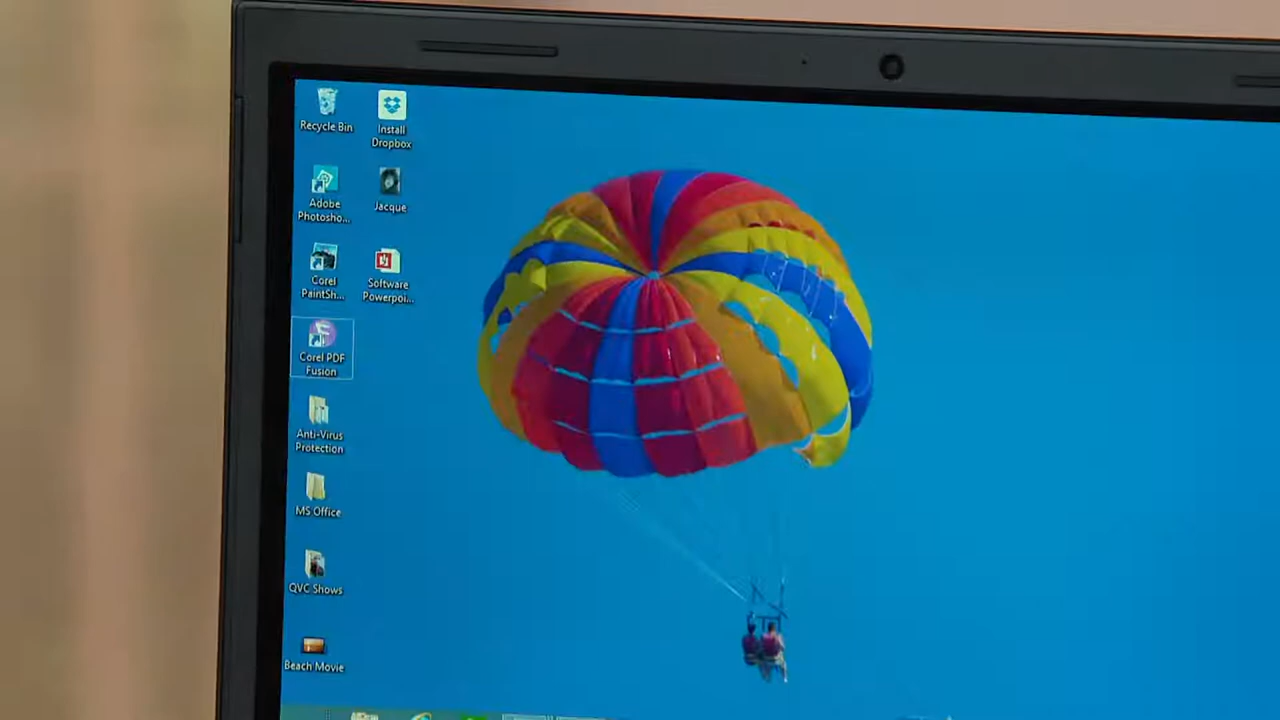 Recycle Bin
Install
Dropbox
Adobe
Photosho...
Jacque
Corel
PaintSh...
Software
Powerpoi...
Corel PDF
Fusion
Anti-Virus
Protection
MS Office
QVC Shows
Beach Movie